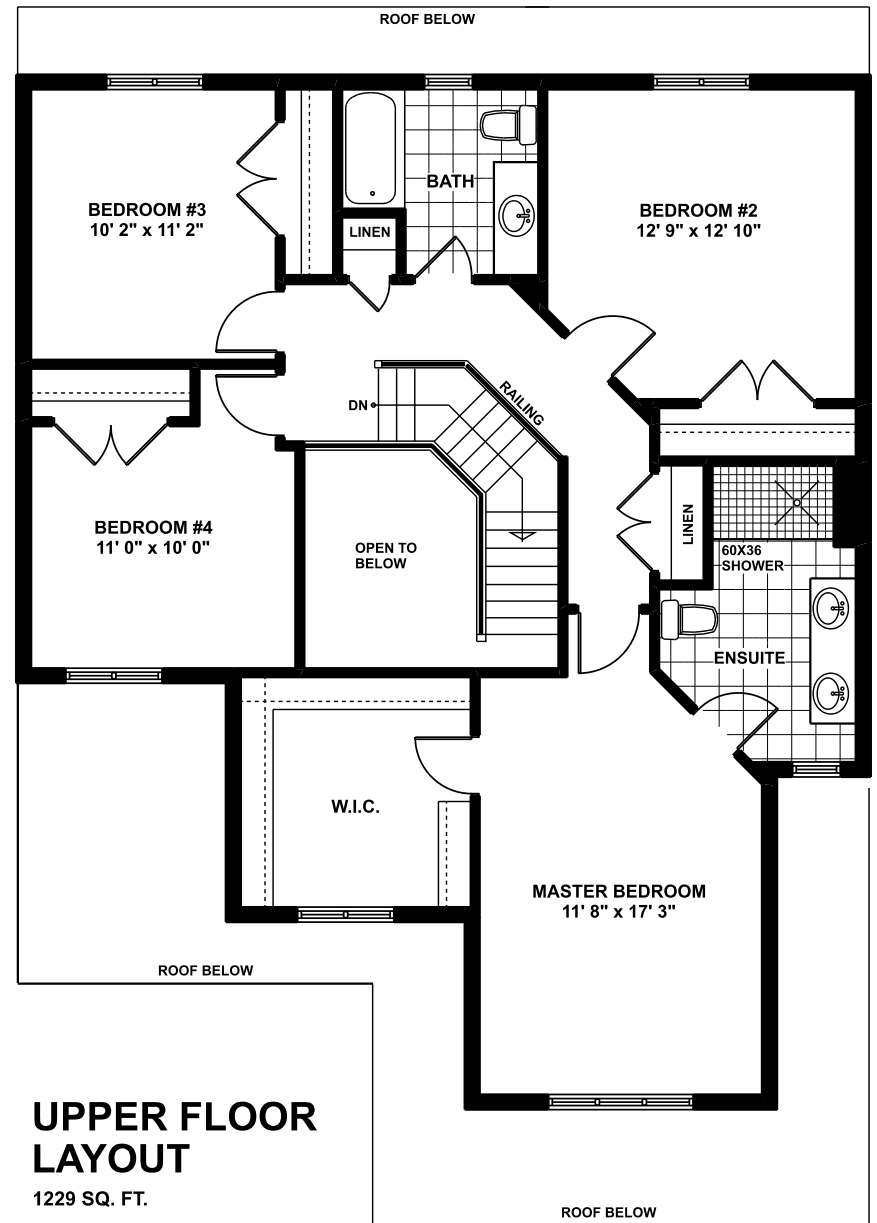 ROOF BELOW
BEDROOM #3
10' 2" x 11' 2"
BATH
LINEN
BEDROOM #2
12' 9" x 12' 10"
DN
RAILING
BEDROOM #4
11' 0" x 10' 0"
OPEN TO
BELOW
LINEN
60X36
SHOWER
ENSUITE
W.I.C.
MASTER BEDROOM
11' 8" x 17' 3"
ROOF BELOW
UPPER FLOOR
LAYOUT
1229 SQ. FT.
ROOF BELOW